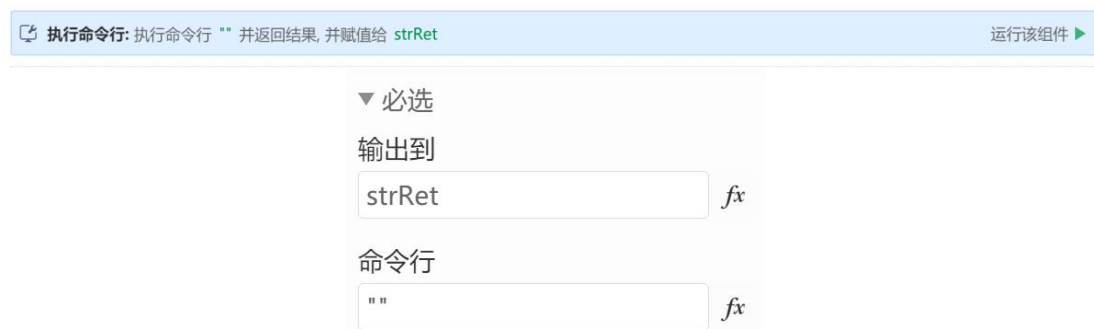 执行命令行: 执行命令行 "" 并返回结果, 并赋值给 strRet 运行该组件
必选
输出到
strRet fx
命令行
"" fx